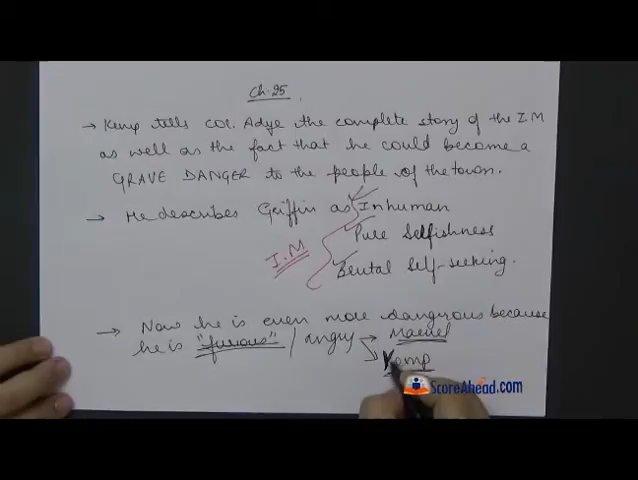 Ch. 25
→ Kemp tells COL. Adye the complete story of the I.M
as well as the fact that he could become a
GRAVE DANGER to the people of the town.
→ He describes Griffin as Inhuman
Pure Selfishness
I.M
Brutal Self-seeking.
→ Now he is even more dangrous because
he is "furious" / angry → Marvel
Kemp
ScoreAhead.com